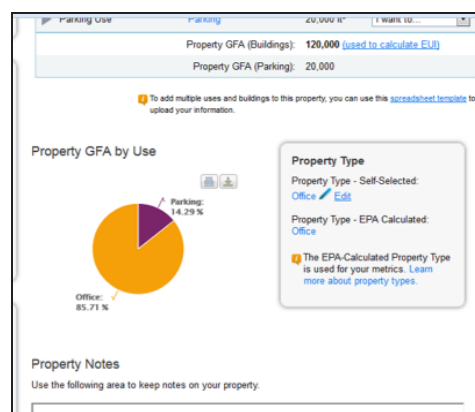 Parking Use Parking 20,000 ft² I want to...
Property GFA (Buildings): 120,000 (used to calculate EUI)
Property GFA (Parking): 20,000
To add multiple uses and buildings to this property, you can use this spreadsheet template to
upload your information.
Property GFA by Use
Parking:
14.29 %
Office:
85.71 %
Property Type
Property Type - Self-Selected:
Office Edit
Property Type - EPA Calculated:
Office
The EPA-Calculated Property Type
is used for your metrics. Learn
more about property types.
Property Notes
Use the following area to keep notes on your property.